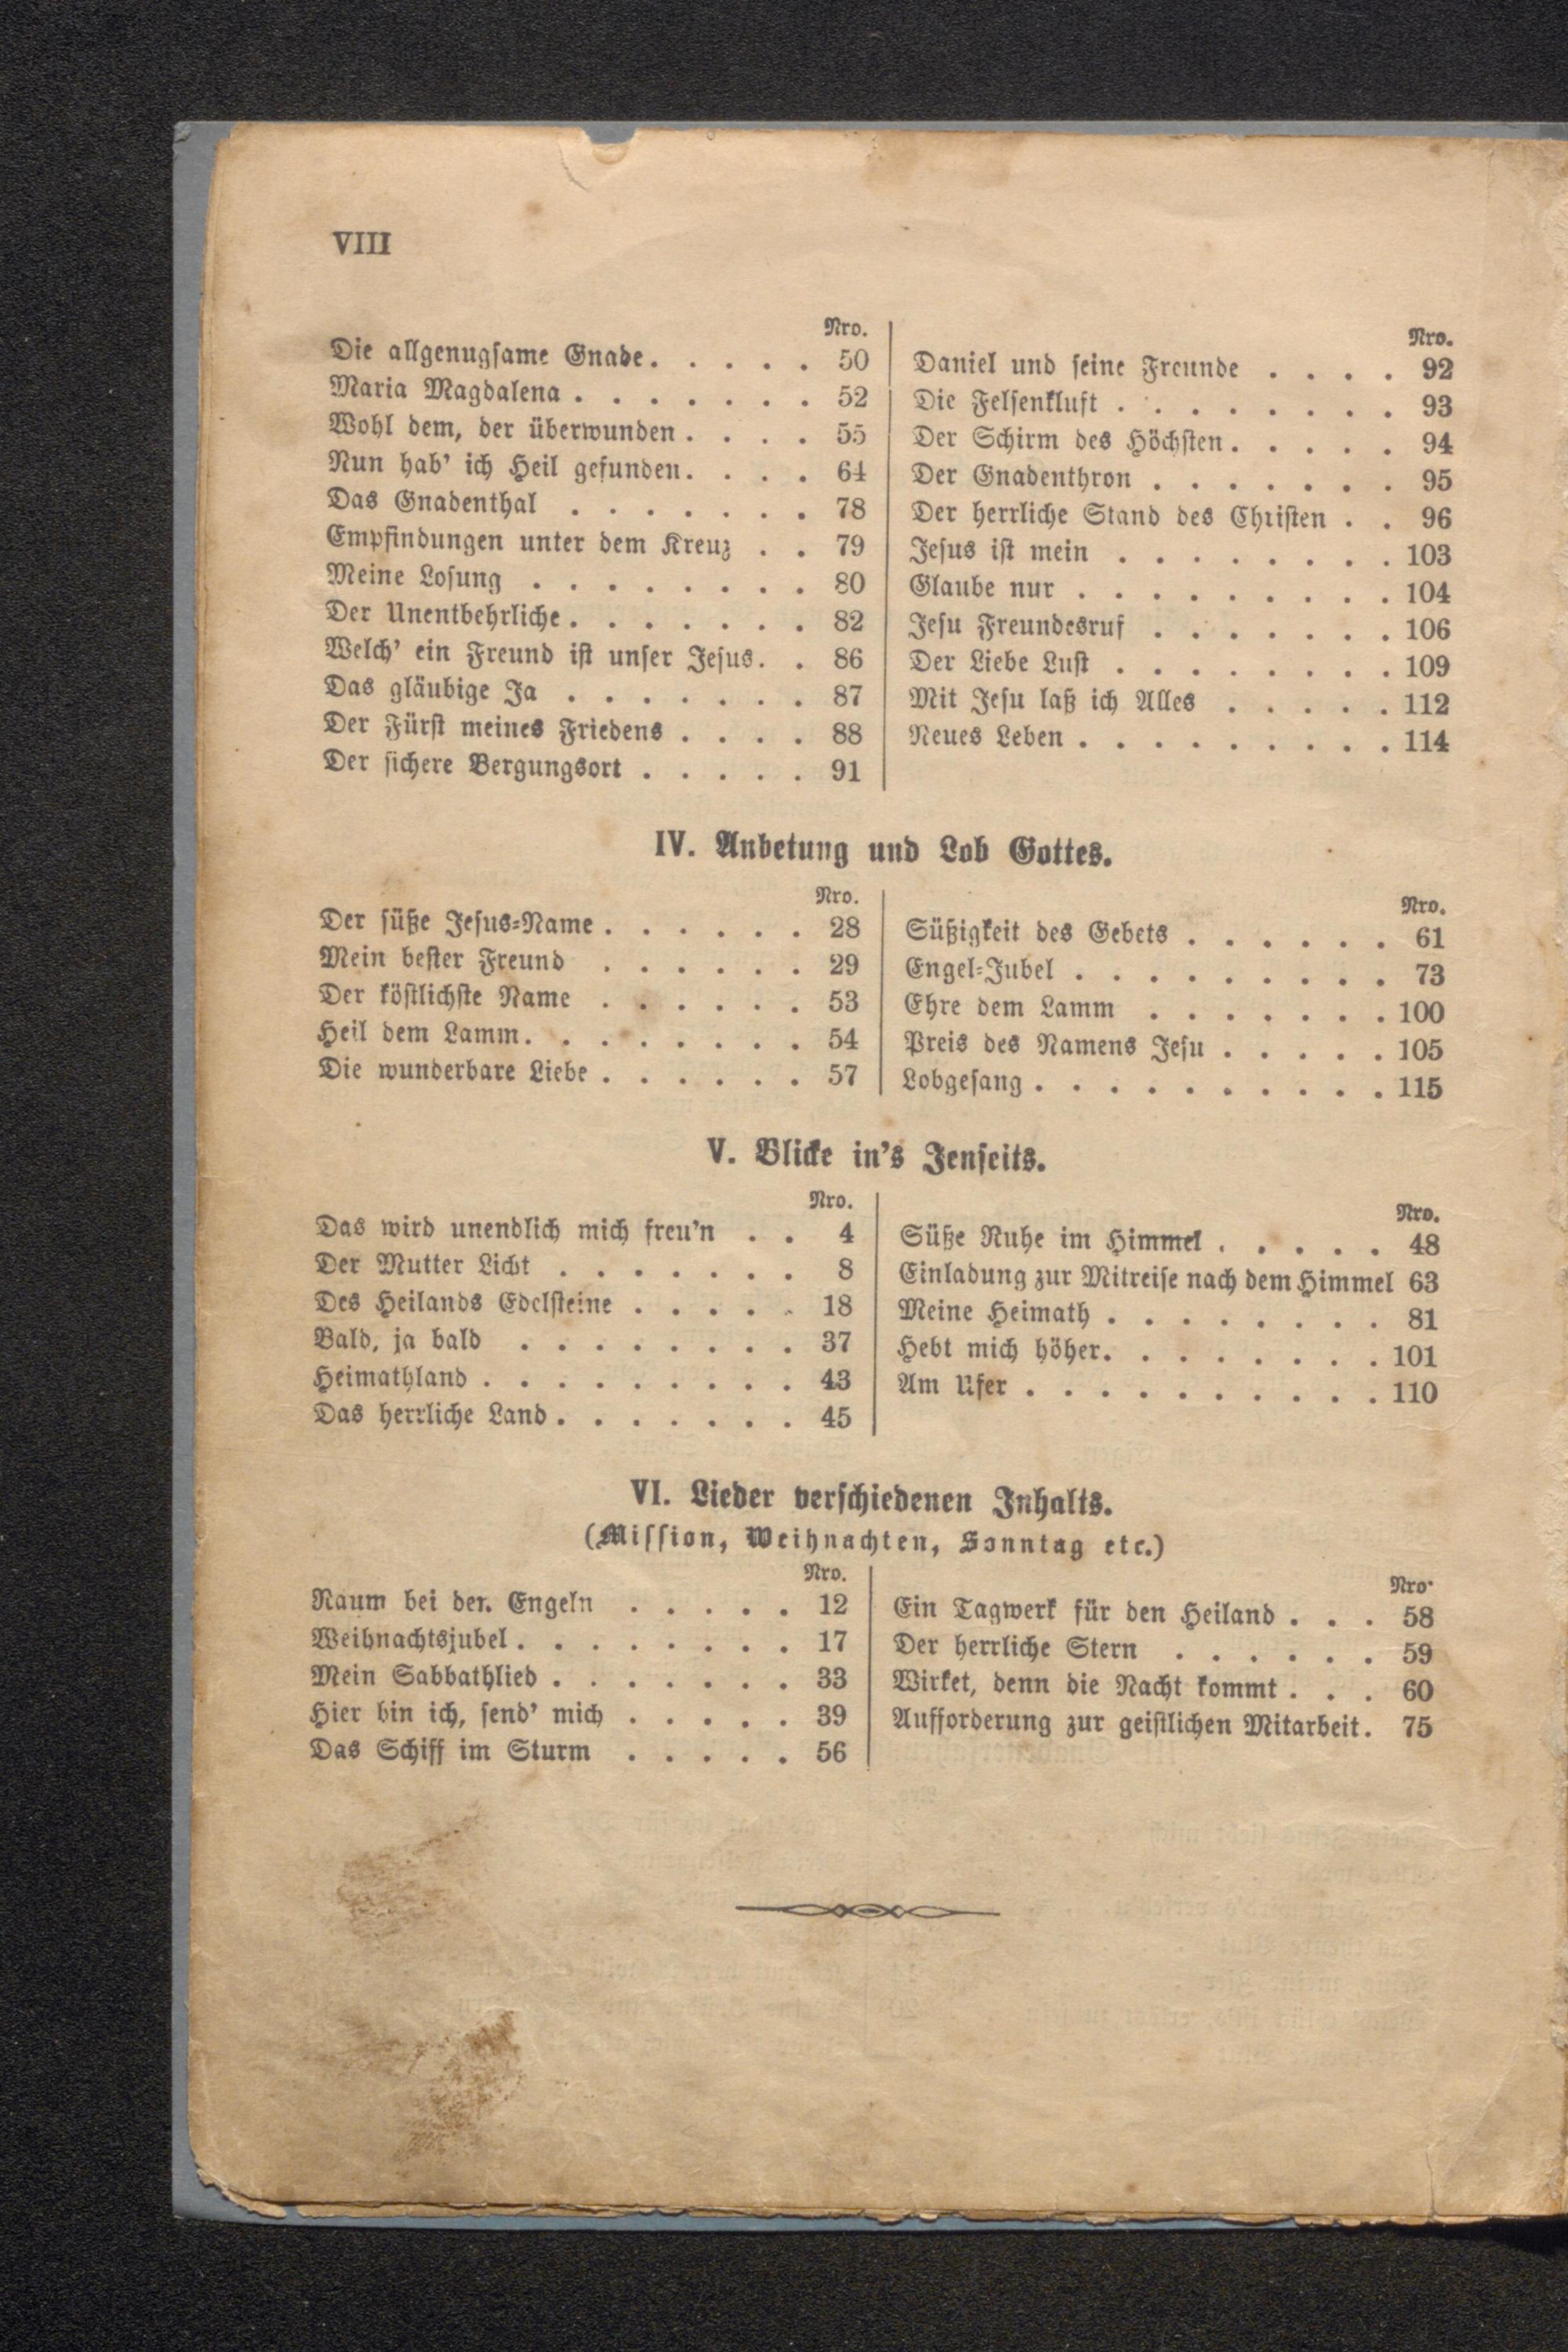 VIII
Nro.
Die allgenugsame Gnade. . . . . 50
Maria Magdalena . . . . . . . 52
Wohl dem, der überwunden . . . . 55
Nun hab' ich Heil gefunden. . . . 64
Das Gnadenthal . . . . . . . 78
Empfindungen unter dem Kreuz . . 79
Meine Losung . . . . . . . . 80
Der Unentbehrliche . . . . . . . 82
Welch' ein Freund ist unser Jesus. . 86
Das gläubige Ja . . . . . . . 87
Der Fürst meines Friedens . . . . 88
Der sichere Bergungsort . . . . . 91
Nro.
Daniel und seine Freunde . . . . 92
Die Felsenkluft . . . . . . . . 93
Der Schirm des Höchsten . . . . . 94
Der Gnadenthron . . . . . . . 95
Der herrliche Stand des Christen . . 96
Jesus ist mein . . . . . . . . 103
Glaube nur . . . . . . . . . 104
Jesu Freundesruf . . . . . . . 106
Der Liebe Lust . . . . . . . . 109
Mit Jesu laß ich Alles . . . . . 112
Neues Leben . . . . . . . . . 114
IV. Anbetung und Lob Gottes.
Nro.
Der süße Jesus-Name . . . . . . 28
Mein bester Freund . . . . . . 29
Der köstlichste Name . . . . . . 53
Heil dem Lamm. . . . . . . . 54
Die wunderbare Liebe . . . . . . 57
Nro.
Süßigkeit des Gebets . . . . . . 61
Engel-Jubel . . . . . . . . . 73
Ehre dem Lamm . . . . . . . 100
Preis des Namens Jesu . . . . . 105
Lobgesang . . . . . . . . . . 115
V. Blicke in's Jenseits.
Nro.
Das wird unendlich mich freu'n . . 4
Der Mutter Licht . . . . . . . 8
Des Heilands Edelsteine . . . . . 18
Bald, ja bald . . . . . . . . 37
Heimathland . . . . . . . . . 43
Das herrliche Land . . . . . . . 45
Nro.
Süße Ruhe im Himmel . . . . . 48
Einladung zur Mitreise nach dem Himmel 63
Meine Heimath . . . . . . . . 81
Hebt mich höher. . . . . . . . 101
Am Ufer . . . . . . . . . . 110
VI. Lieder verschiedenen Inhalts.
(Mission, Weihnachten, Sonntag etc.)
Nro.
Raum bei den Engeln . . . . . 12
Weihnachtsjubel . . . . . . . . 17
Mein Sabbathlied . . . . . . . 33
Hier bin ich, send' mich . . . . . 39
Das Schiff im Sturm . . . . . 56
Nro.
Ein Tagwerk für den Heiland . . . 58
Der herrliche Stern . . . . . . 59
Wirket, denn die Nacht kommt . . . 60
Aufforderung zur geistlichen Mitarbeit. 75